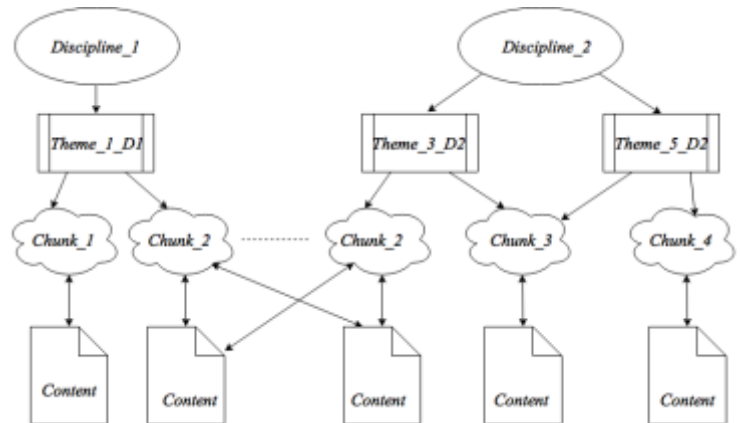 Discipline_1
Discipline_2
Theme_1_D1
Theme_3_D2
Theme_5_D2
Chunk_1
Chunk_2
Chunk_2
Chunk_3
Chunk_4
Content
Content
Content
Content
Content